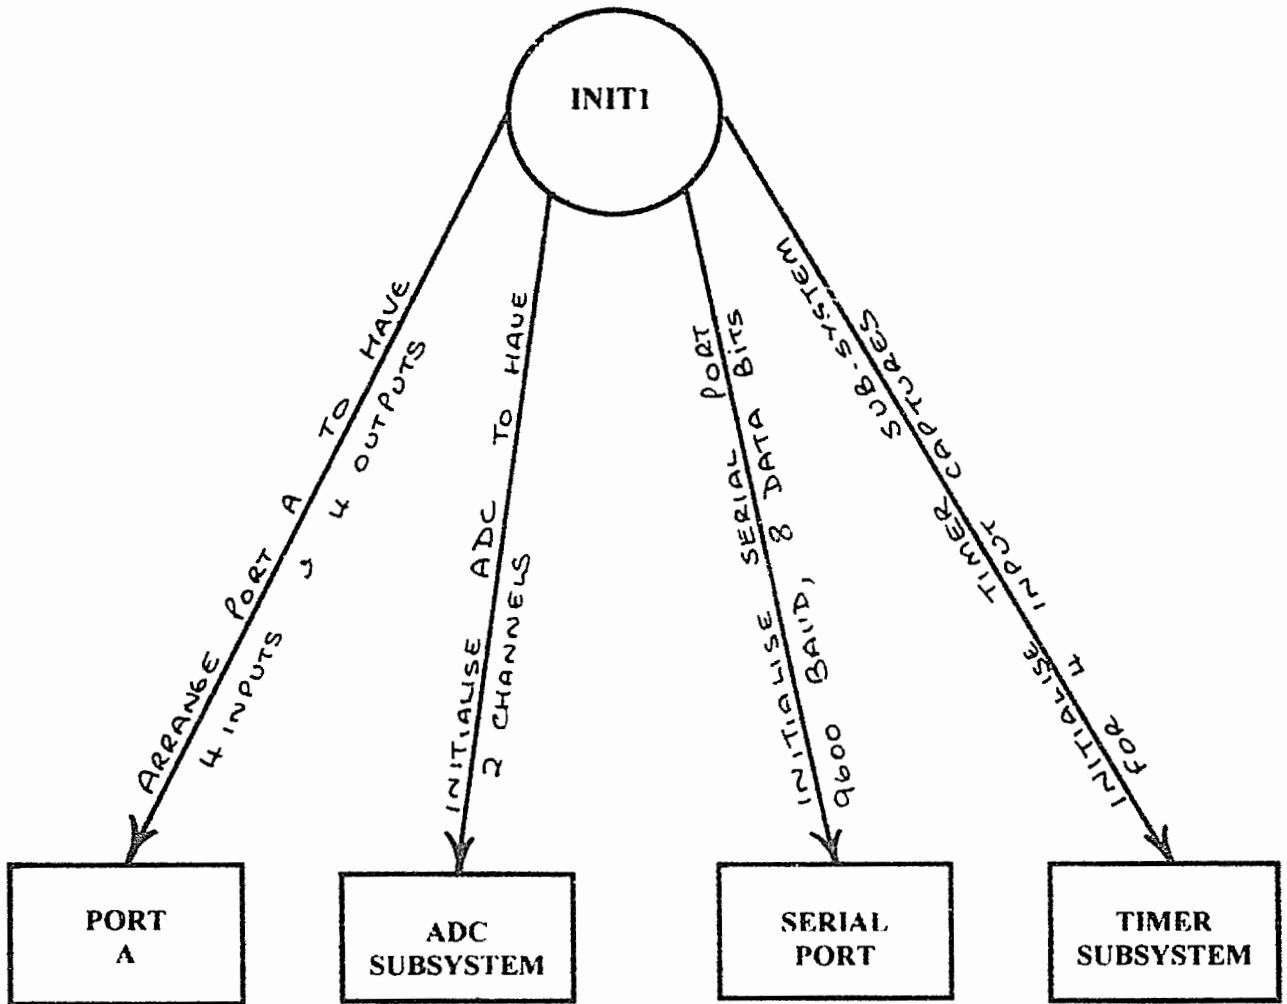 INIT1
ARRANGE PORT A TO HAVE
4 INPUTS , 4 OUTPUTS
INITIALISE ADC TO HAVE
2 CHANNELS
INITIALISE SERIAL PORT
9600 BAUD, 8 DATA BITS
INITIALISE TIMER SUB-SYSTEM
FOR 4 INPUT CAPTURES
PORT
A
ADC
SUBSYSTEM
SERIAL
PORT
TIMER
SUBSYSTEM